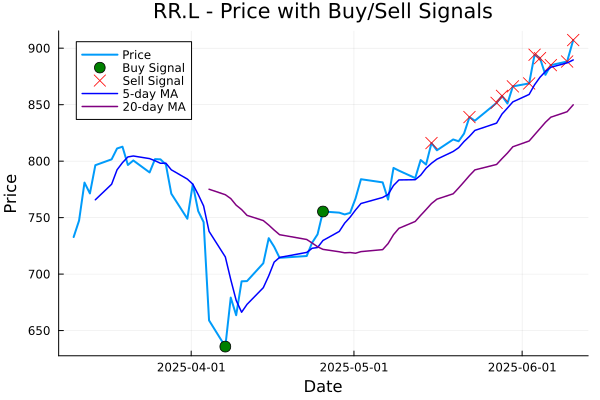 RR.L - Price with Buy/Sell Signals
Price
Buy Signal
Sell Signal
5-day MA
20-day MA
900
850
800
750
700
650
Price
2025-04-01
2025-05-01
2025-06-01
Date